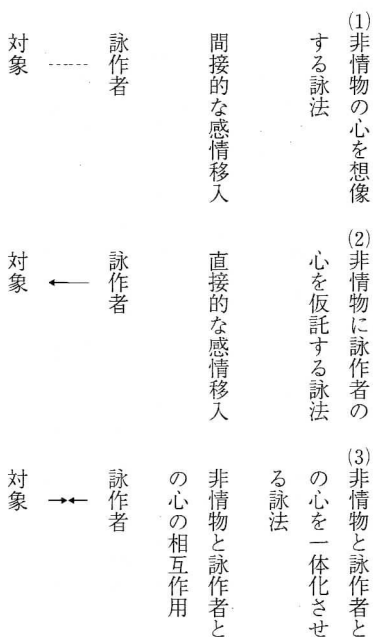 (1)非情物の心を想像
する詠法
間接的な感情移入
詠作者
対象
(2)非情物に詠作者の
心を仮託する詠法
直接的な感情移入
詠作者
対象
(3)非情物と詠作者と
の心を一体化させ
る詠法
非情物と詠作者と
の心の相互作用
詠作者
対象